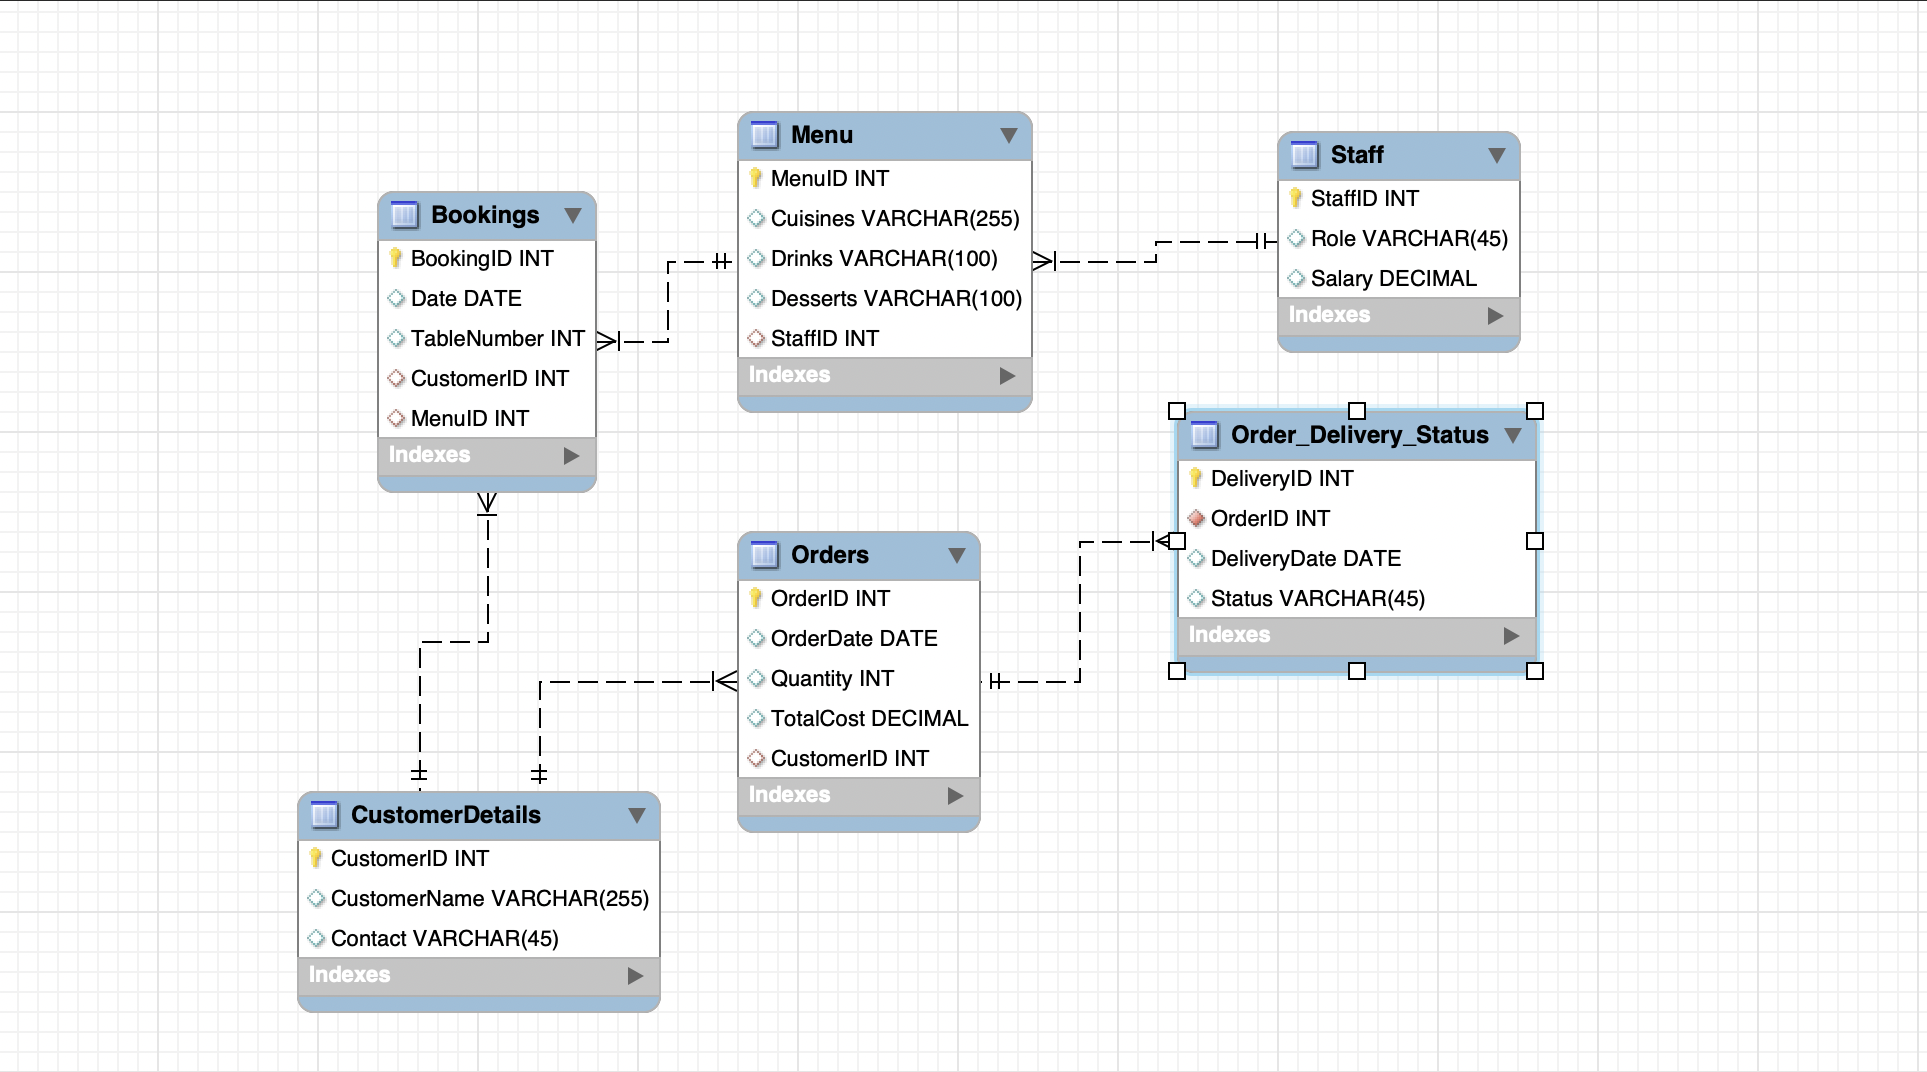 Menu
MenuID INT
Cuisines VARCHAR(255)
Drinks VARCHAR(100)
Desserts VARCHAR(100)
StaffID INT
Indexes
Staff
StaffID INT
Role VARCHAR(45)
Salary DECIMAL
Indexes
Bookings
BookingID INT
Date DATE
TableNumber INT
CustomerID INT
MenuID INT
Indexes
Order_Delivery_Status
DeliveryID INT
OrderID INT
DeliveryDate DATE
Status VARCHAR(45)
Indexes
Orders
OrderID INT
OrderDate DATE
Quantity INT
TotalCost DECIMAL
CustomerID INT
Indexes
CustomerDetails
CustomerID INT
CustomerName VARCHAR(255)
Contact VARCHAR(45)
Indexes